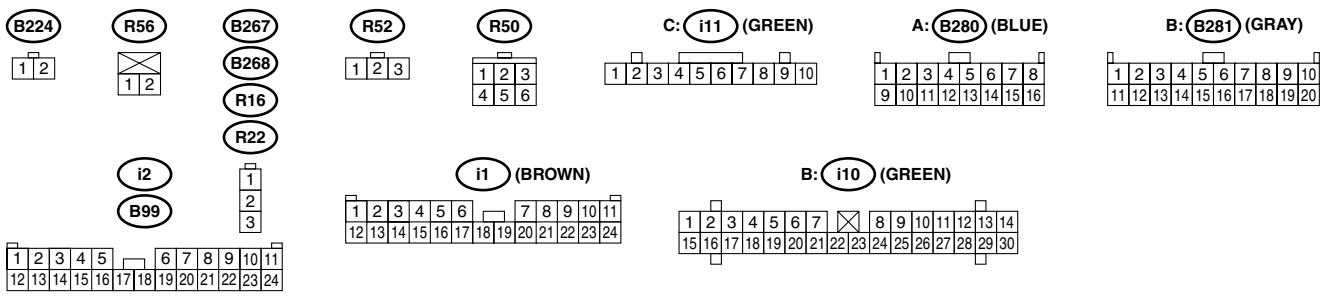 B224 R56 B267 R52 R50 C: i11 (GREEN) A: B280 (BLUE) B: B281 (GRAY)
B268
R16
R22
1 2
1 2
1 2 3
1 2 3
4 5 6
1 2 3 4 5 6 7 8 9 10
1 2 3 4 5 6 7 8
9 10 11 12 13 14 15 16
1 2 3 4 5 6 7 8 9 10
11 12 13 14 15 16 17 18 19 20
i2
B99
1
2
3
i1 (BROWN)
B: i10 (GREEN)
1 2 3 4 5 6 7 8 9 10 11
12 13 14 15 16 17 18 19 20 21 22 23 24
1 2 3 4 5 6 7 8 9 10 11 12 13 14
15 16 17 18 19 20 21 22 23 24 25 26 27 28 29 30
1 2 3 4 5 6 7 8 9 10 11
12 13 14 15 16 17 18 19 20 21 22 23 24